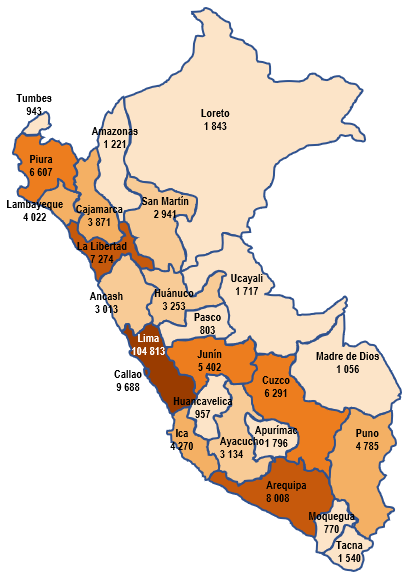 Tumbes
943
Loreto
1 843
Amazonas
1 221
Piura
6 607
Lambayeque
4 022
Cajamarca
3 871
San Martín
2 941
La Libertad
7 274
Ucayali
1 717
Ancash
3 013
Huánuco
3 253
Pasco
803
Lima
104 813
Callao
9 688
Junín
5 402
Madre de Dios
1 056
Cuzco
6 291
Huancavelica
957
Ica
4 270
Ayacucho
3 134
Apurímac
1 796
Puno
4 785
Arequipa
8 008
Moquegua
770
Tacna
1 540